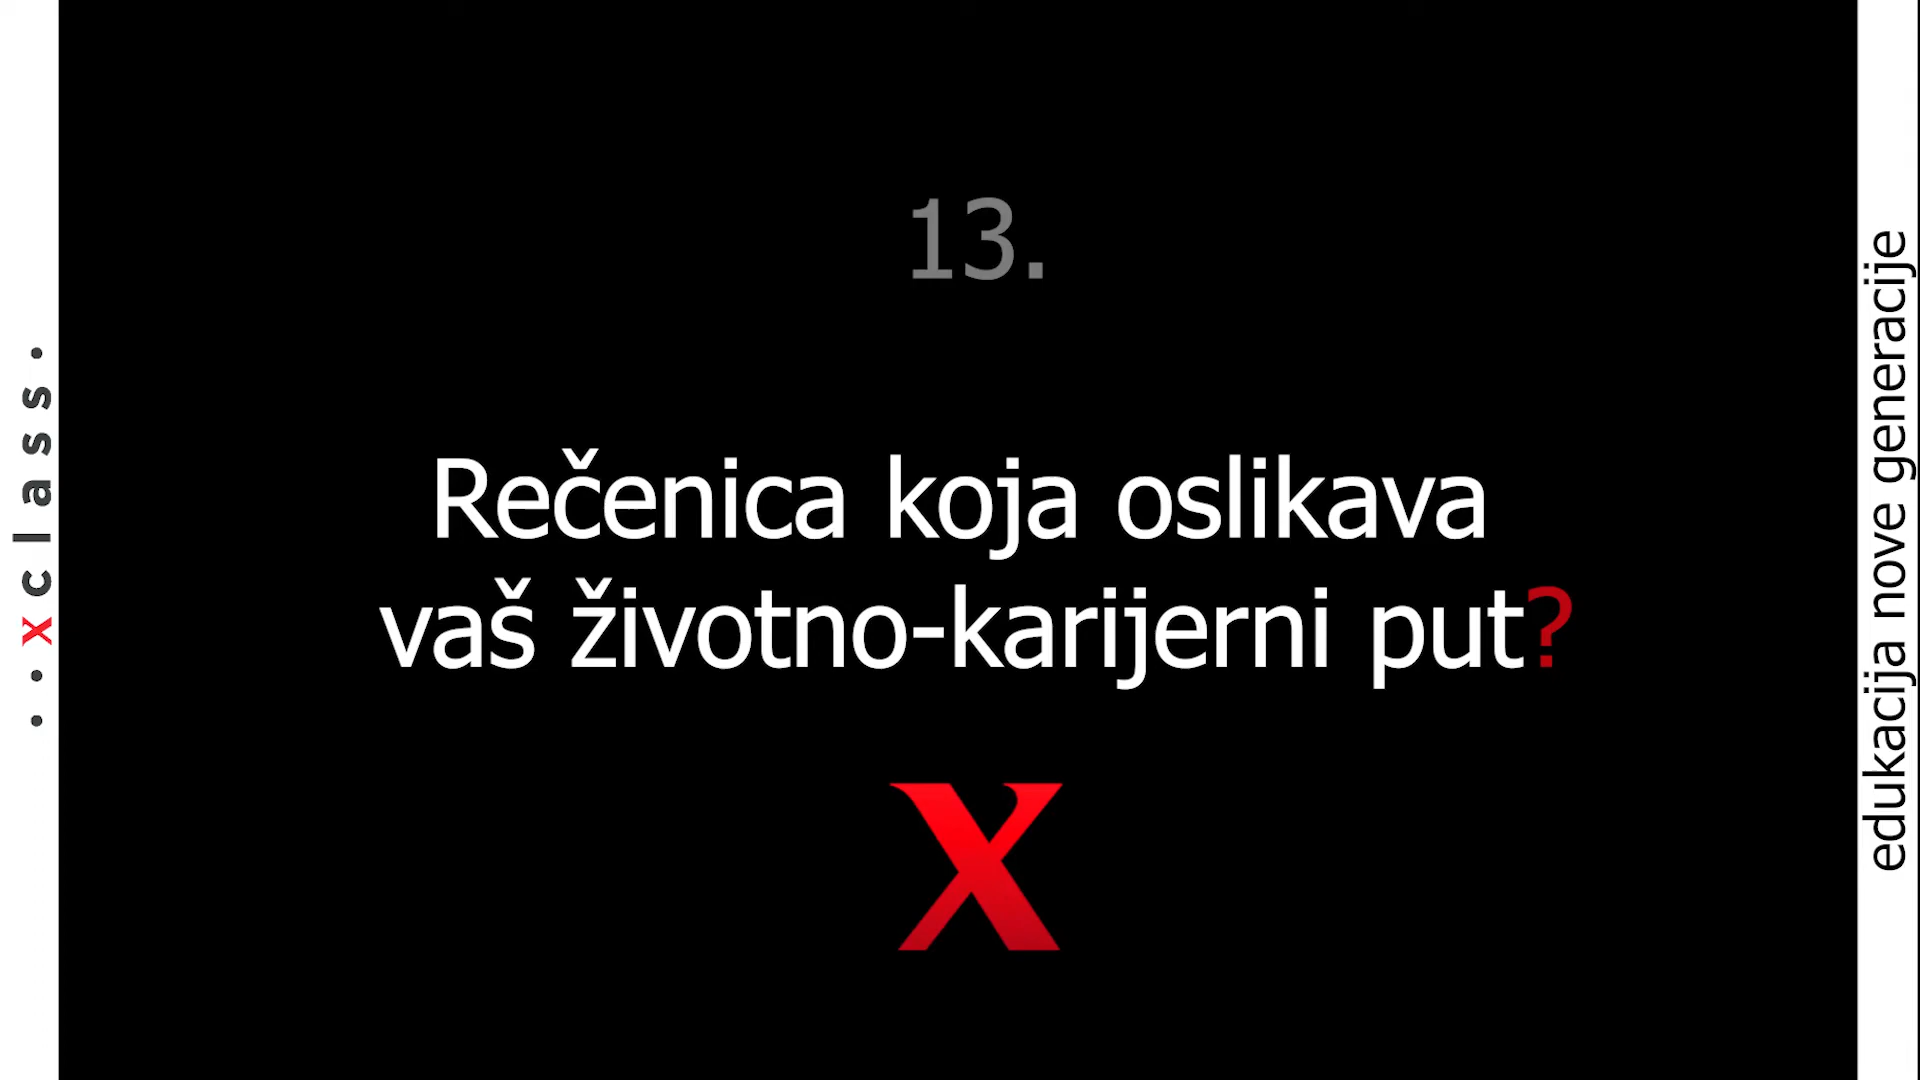 · · x c l a s s ·
13.
Rečenica koja oslikava
vaš životno-karijerni put?
X
edukacija nove generacije